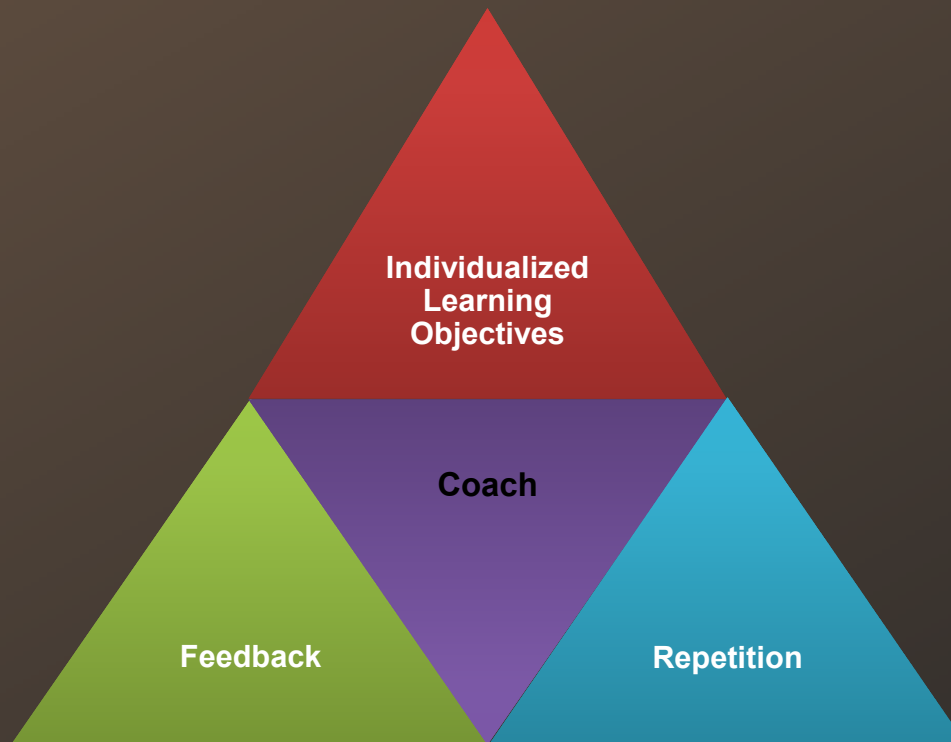 Individualized
Learning
Objectives
Coach
Feedback
Repetition